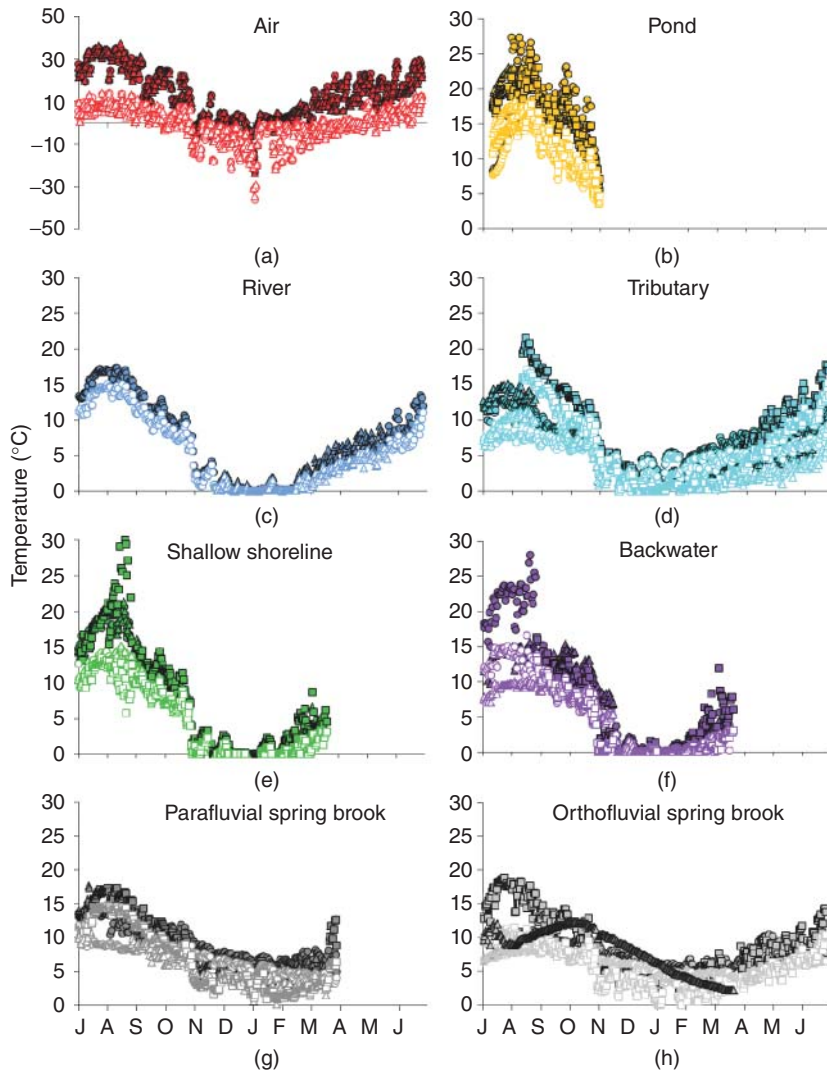 Air
50
30
10
−10
−30
−50
(a)
Pond
30
25
20
15
10
5
0
(b)
Temperature (°C)
River
30
25
20
15
10
5
0
(c)
Tributary
30
25
20
15
10
5
0
(d)
Shallow shoreline
30
25
20
15
10
5
0
(e)
Backwater
30
25
20
15
10
5
0
(f)
Parafluvial spring brook
30
25
20
15
10
5
0
J A S O N D J F M A M J
(g)
Orthofluvial spring brook
30
25
20
15
10
5
0
J A S O N D J F M A M J
(h)